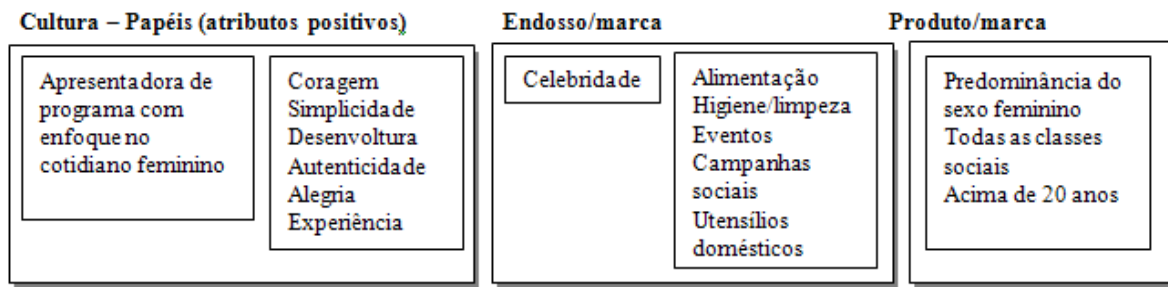 Cultura – Papéis (atributos positivos)
Endosso/marca
Produto/marca
Apresentadora de
programa com
enfoque no
cotidiano feminino
Coragem
Simplicidade
Desenvoltura
Autenticidade
Alegria
Experiência
Celebridade
Alimentação
Higiene/limpeza
Eventos
Campanhas
sociais
Utensílios
domésticos
Predominância do
sexo feminino
Todas as classes
sociais
Acima de 20 anos